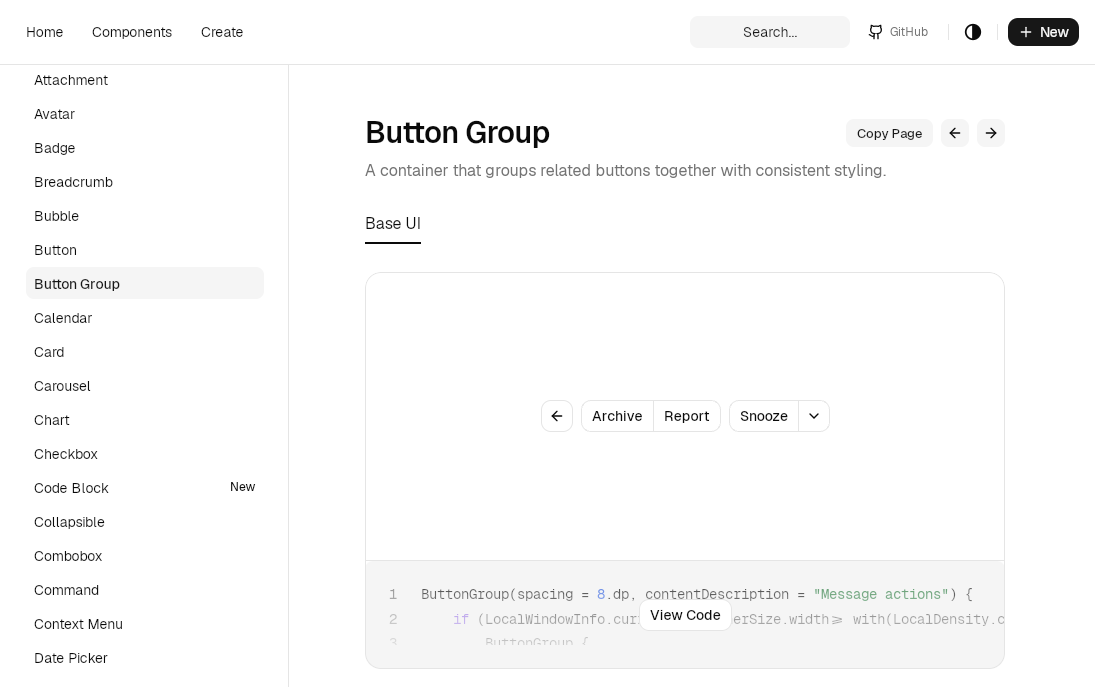 Home
Components
Create
Search...
GitHub
New
Attachment
Avatar
Badge
Breadcrumb
Bubble
Button
Button Group
Calendar
Card
Carousel
Chart
Checkbox
Code Block New
Collapsible
Combobox
Command
Context Menu
Date Picker
Button Group
Copy Page
A container that groups related buttons together with consistent styling.
Base UI
Archive
Report
Snooze
1 ButtonGroup(spacing = 8.dp, contentDescription = "Message actions") {
2 if (LocalWindowInfo. erSize.width >= with(LocalDensity.c
View Code
3 ButtonGroup {